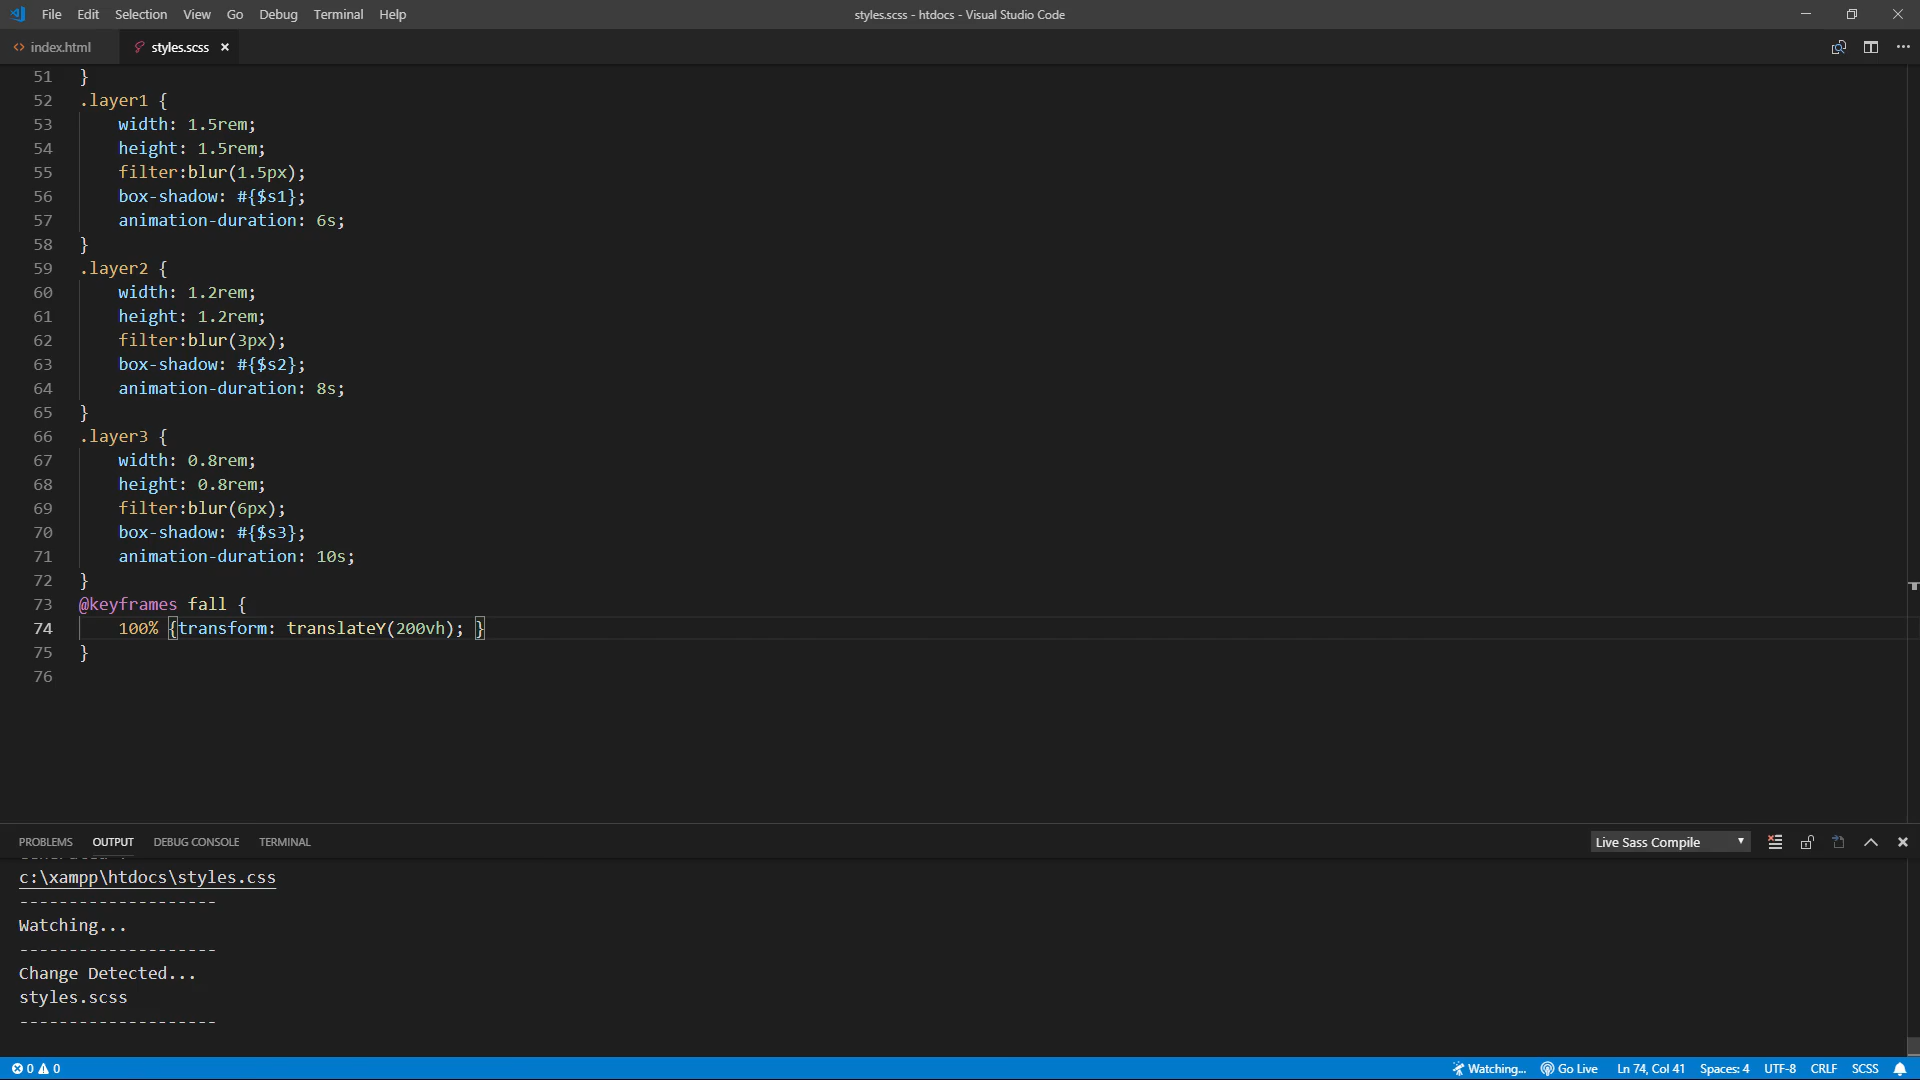 File Edit Selection View Go Debug Terminal Help styles.scss - htdocs - Visual Studio Code
index.html styles.scss
51 }
52 .layer1 {
53 width: 1.5rem;
54 height: 1.5rem;
55 filter:blur(1.5px);
56 box-shadow: #{$s1};
57 animation-duration: 6s;
58 }
59 .layer2 {
60 width: 1.2rem;
61 height: 1.2rem;
62 filter:blur(3px);
63 box-shadow: #{$s2};
64 animation-duration: 8s;
65 }
66 .layer3 {
67 width: 0.8rem;
68 height: 0.8rem;
69 filter:blur(6px);
70 box-shadow: #{$s3};
71 animation-duration: 10s;
72 }
73 @keyframes fall {
74 100% {transform: translateY(200vh); }
75 }
76
PROBLEMS OUTPUT DEBUG CONSOLE TERMINAL Live Sass Compile
c:\xampp\htdocs\styles.css
--------------------
Watching...
--------------------
Change Detected...
styles.scss
--------------------
0 0 Watching... Go Live Ln 74, Col 41 Spaces: 4 UTF-8 CRLF SCSS